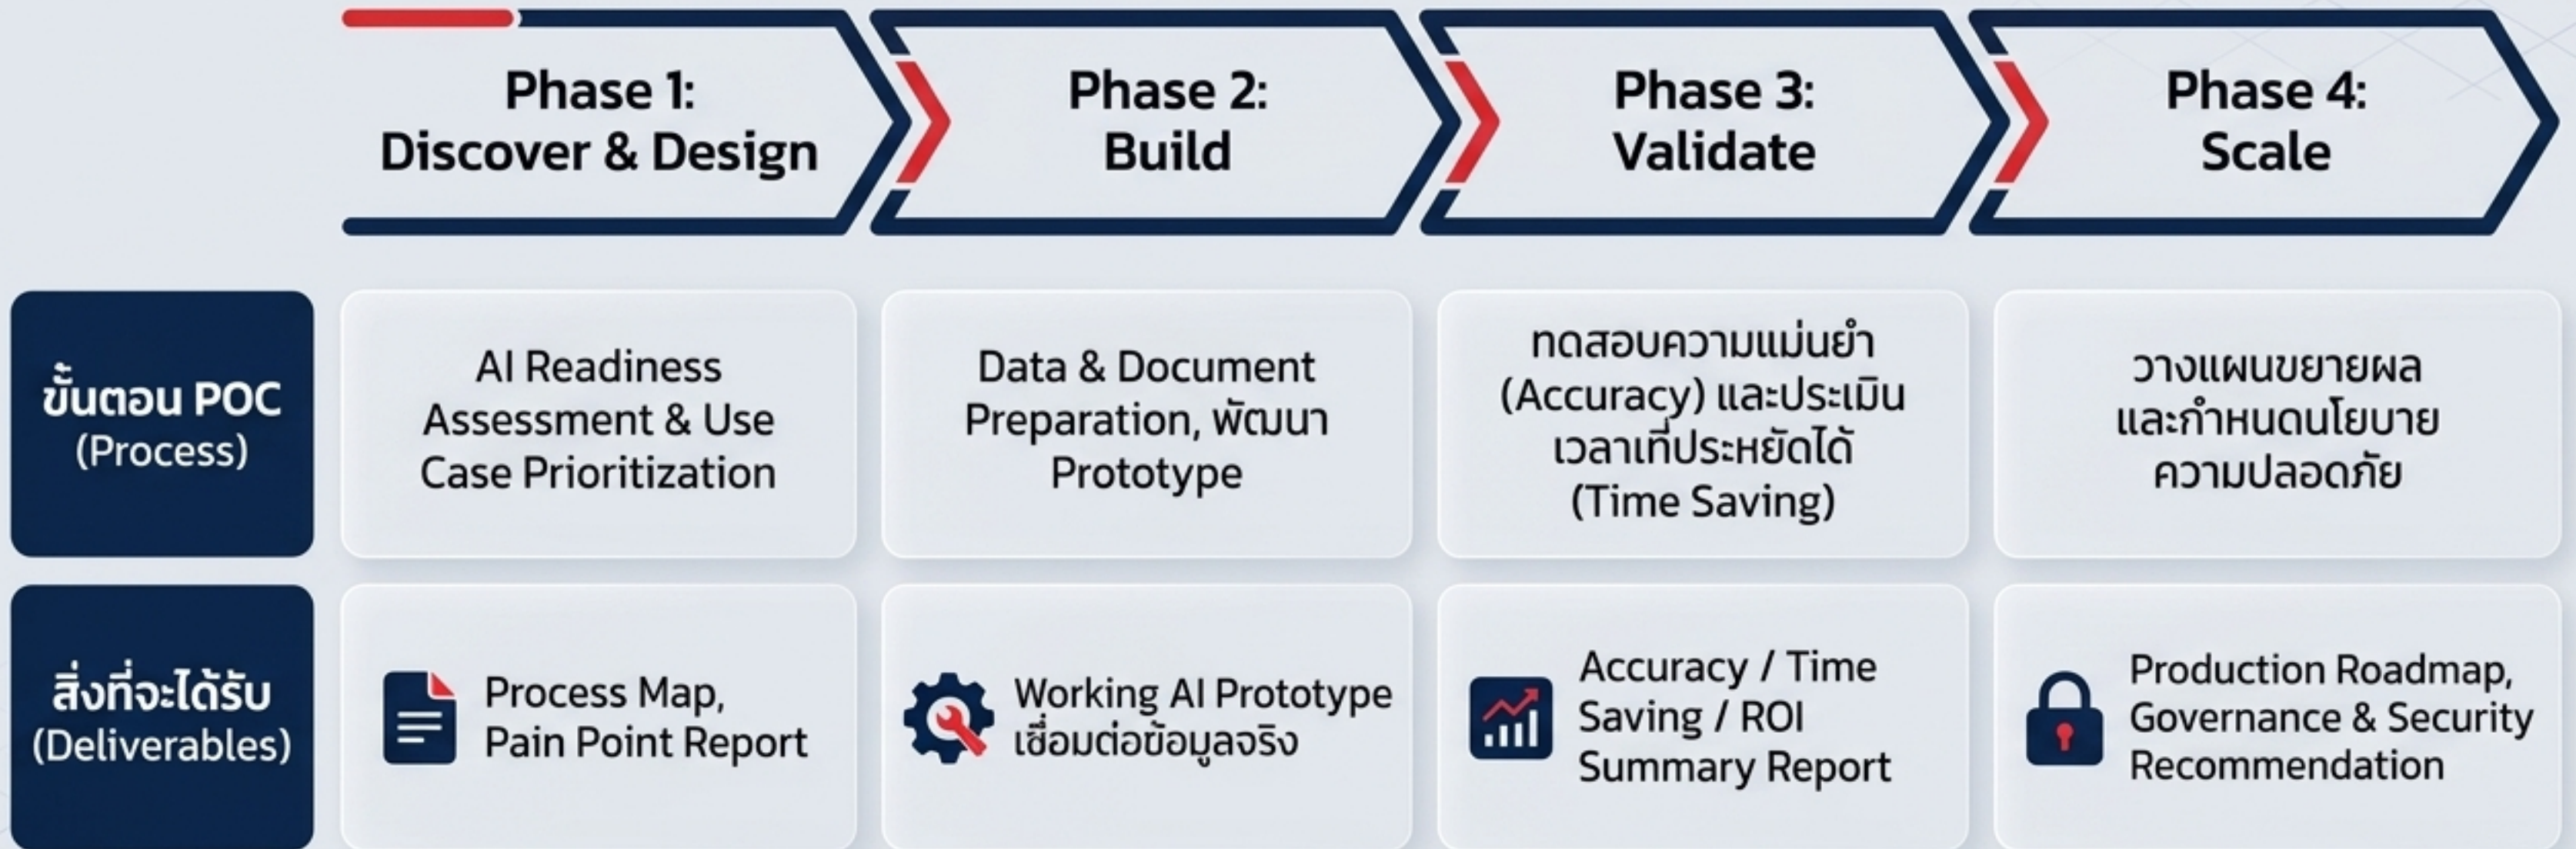 Phase 1:
Discover & Design
Phase 2:
Build
Phase 3:
Validate
Phase 4:
Scale
ขั้นตอน POC
(Process)
AI Readiness
Assessment & Use
Case Prioritization
Data & Document
Preparation, พัฒนา
Prototype
ทดสอบความแม่นยำ
(Accuracy) และประเมิน
เวลาที่ประหยัดได้
(Time Saving)
วางแผนขยายผล
และกำหนดนโยบาย
ความปลอดภัย
สิ่งที่จะได้รับ
(Deliverables)
Process Map,
Pain Point Report
Working AI Prototype
เชื่อมต่อข้อมูลจริง
Accuracy / Time
Saving / ROI
Summary Report
Production Roadmap,
Governance & Security
Recommendation